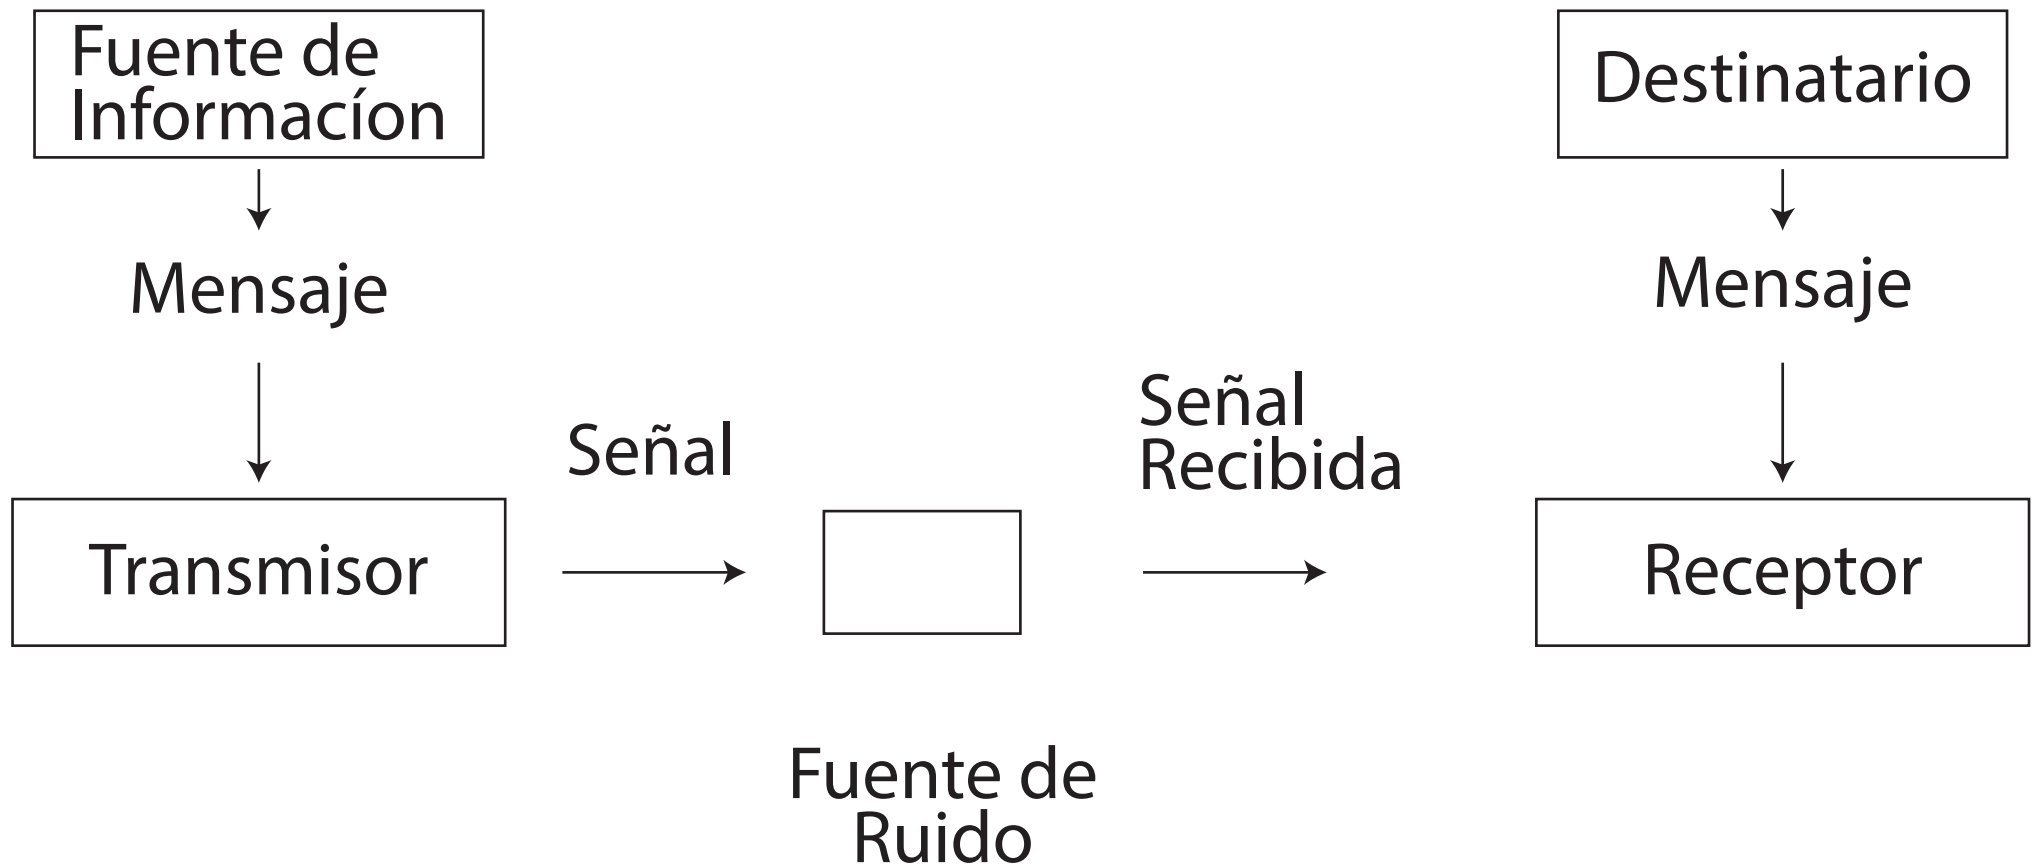 Fuente de
Informacíon
Destinatario
Mensaje
Mensaje
Señal
Señal
Recibida
Transmisor
Receptor
Fuente de
Ruido